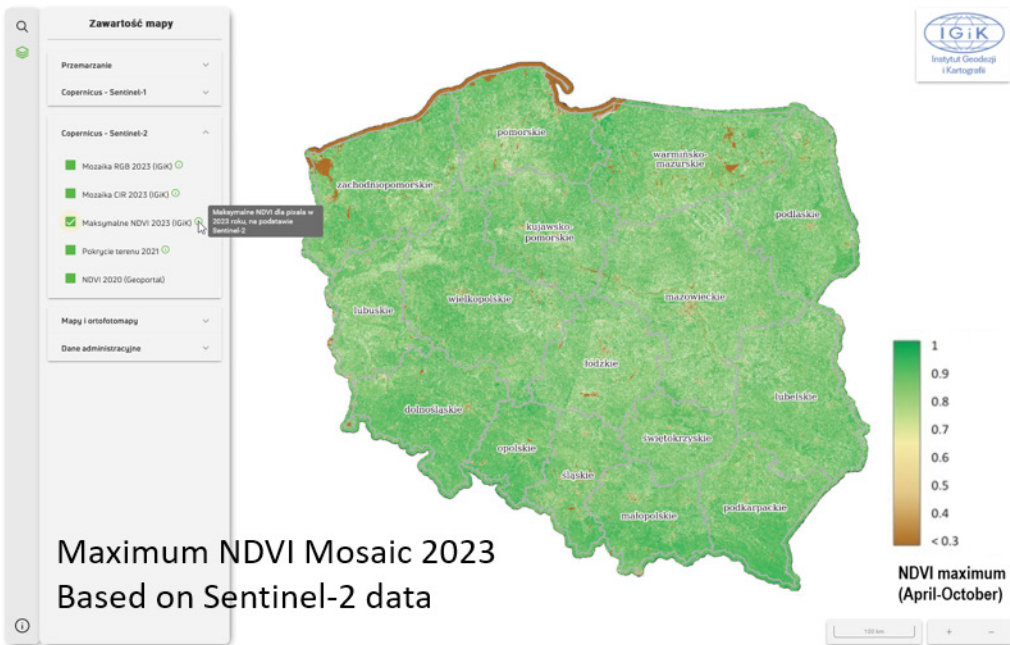 Zawartość mapy
Przemarzanie
Copernicus - Sentinel-1
Copernicus - Sentinel-2
Mozaika RGB 2023 (IGiK)
Mozaika CIR 2023 (IGiK)
Maksymalne NDVI 2023 (IGiK)
Maksymalne NDVI dla piksla w
2023 roku, na podstawie
Sentinel-2
Pokrycie terenu 2021
NDVI 2020 (Geoportal)
Mapy i ortofotomapy
Dane administracyjne
IGiK
Instytut Geodezji
i Kartografii
pomorskie
warmińsko-
mazurskie
zachodniopomorskie
podlaskie
kujawsko-
pomorskie
wielkopolskie
mazowieckie
lubuskie
łódzkie
lubelskie
dolnośląskie
świętokrzyskie
opolskie
śląskie
podkarpackie
małopolskie
1
0.9
0.8
0.7
0.6
0.5
0.4
< 0.3
NDVI maximum
(April-October)
Maximum NDVI Mosaic 2023
Based on Sentinel-2 data
100 km
+ −